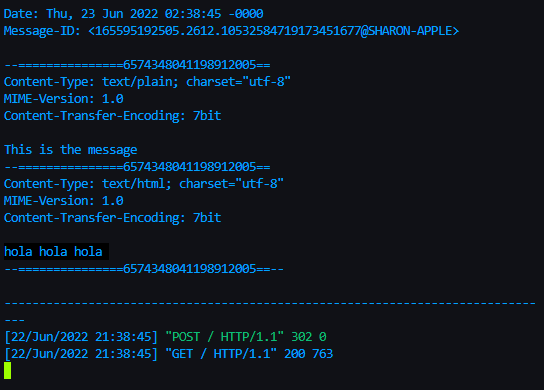 Date: Thu, 23 Jun 2022 02:38:45 -0000
Message-ID: <165595192505.2612.10532584719173451677@SHARON-APPLE>
--===============6574348041198912005==
Content-Type: text/plain; charset="utf-8"
MIME-Version: 1.0
Content-Transfer-Encoding: 7bit
This is the message
--===============6574348041198912005==
Content-Type: text/html; charset="utf-8"
MIME-Version: 1.0
Content-Transfer-Encoding: 7bit
hola hola hola
--===============6574348041198912005==--
-------------------------------------------------------------------------------
---
[22/Jun/2022 21:38:45] "POST / HTTP/1.1" 302 0
[22/Jun/2022 21:38:45] "GET / HTTP/1.1" 200 763